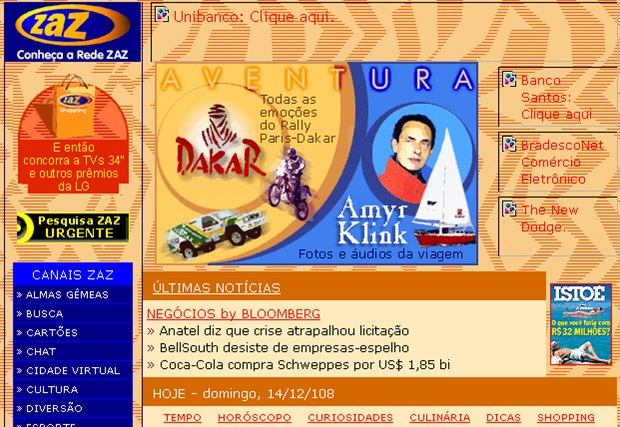 zaz
Conheça a Rede ZAZ
Unibanco: Clique aqui.
zaz
Shopping
E então
concorra a TVs 34"
e outros prêmios
da LG
Pesquisa ZAZ
URGENTE
CANAIS ZAZ
» ALMAS GÊMEAS
» BUSCA
» CARTÕES
» CHAT
» CIDADE VIRTUAL
» CULTURA
» DIVERSÃO
» ESPORTE
AVENTURA
Todas as
emoções
do Rally
Paris-Dakar
DAKAR
Amyr
Klink
Fotos e áudios da viagem
Banco
Santos:
Clique aqui
BradescoNet
Comércio
Eletrônico
The New
Dodge.
ÚLTIMAS NOTÍCIAS
NEGÓCIOS by BLOOMBERG
» Anatel diz que crise atrapalhou licitação
» BellSouth desiste de empresas-espelho
» Coca-Cola compra Schweppes por US$ 1,85 bi
ISTOÉ
O que você faria com
R$ 32 MILHÕES?
HOJE - domingo, 14/12/108
TEMPO HORÓSCOPO CURIOSIDADES CULINÁRIA DICAS SHOPPING